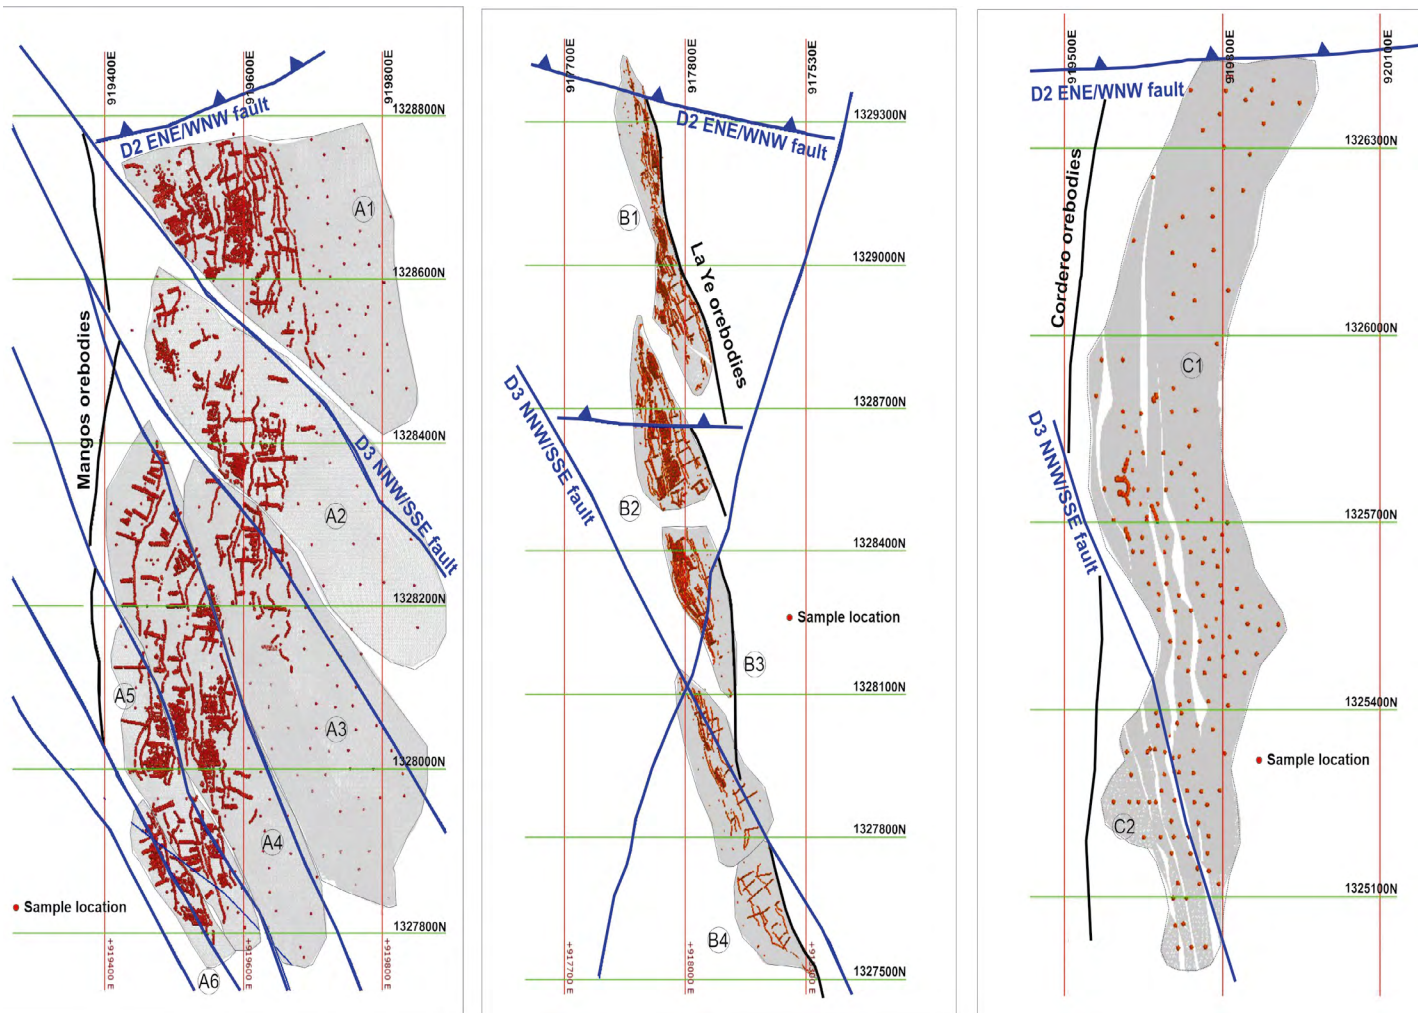 919400E
919600E
919800E
1328800N
D2 ENE/WNW fault
A1
1328600N
Mangos orebodies
1328400N
D3 NNW/SSE fault
A2
1328200N
A5
A3
1328000N
A4
Sample location
1327800N
+919400 E
+919600 E
+919800 E
A6
917700E
917800E
917530E
1329300N
D2 ENE/WNW fault
B1
La Ye orebodies
1329000N
1328700N
D3 NNW/SSE fault
B2
1328400N
Sample location
B3
1328100N
1327800N
B4
1327500N
+917700 E
+918000 E
919500E
919800E
920100E
D2 ENE/WNW fault
1326300N
Cordero orebodies
1326000N
C1
D3 NNW/SSE fault
1325700N
1325400N
Sample location
C2
1325100N